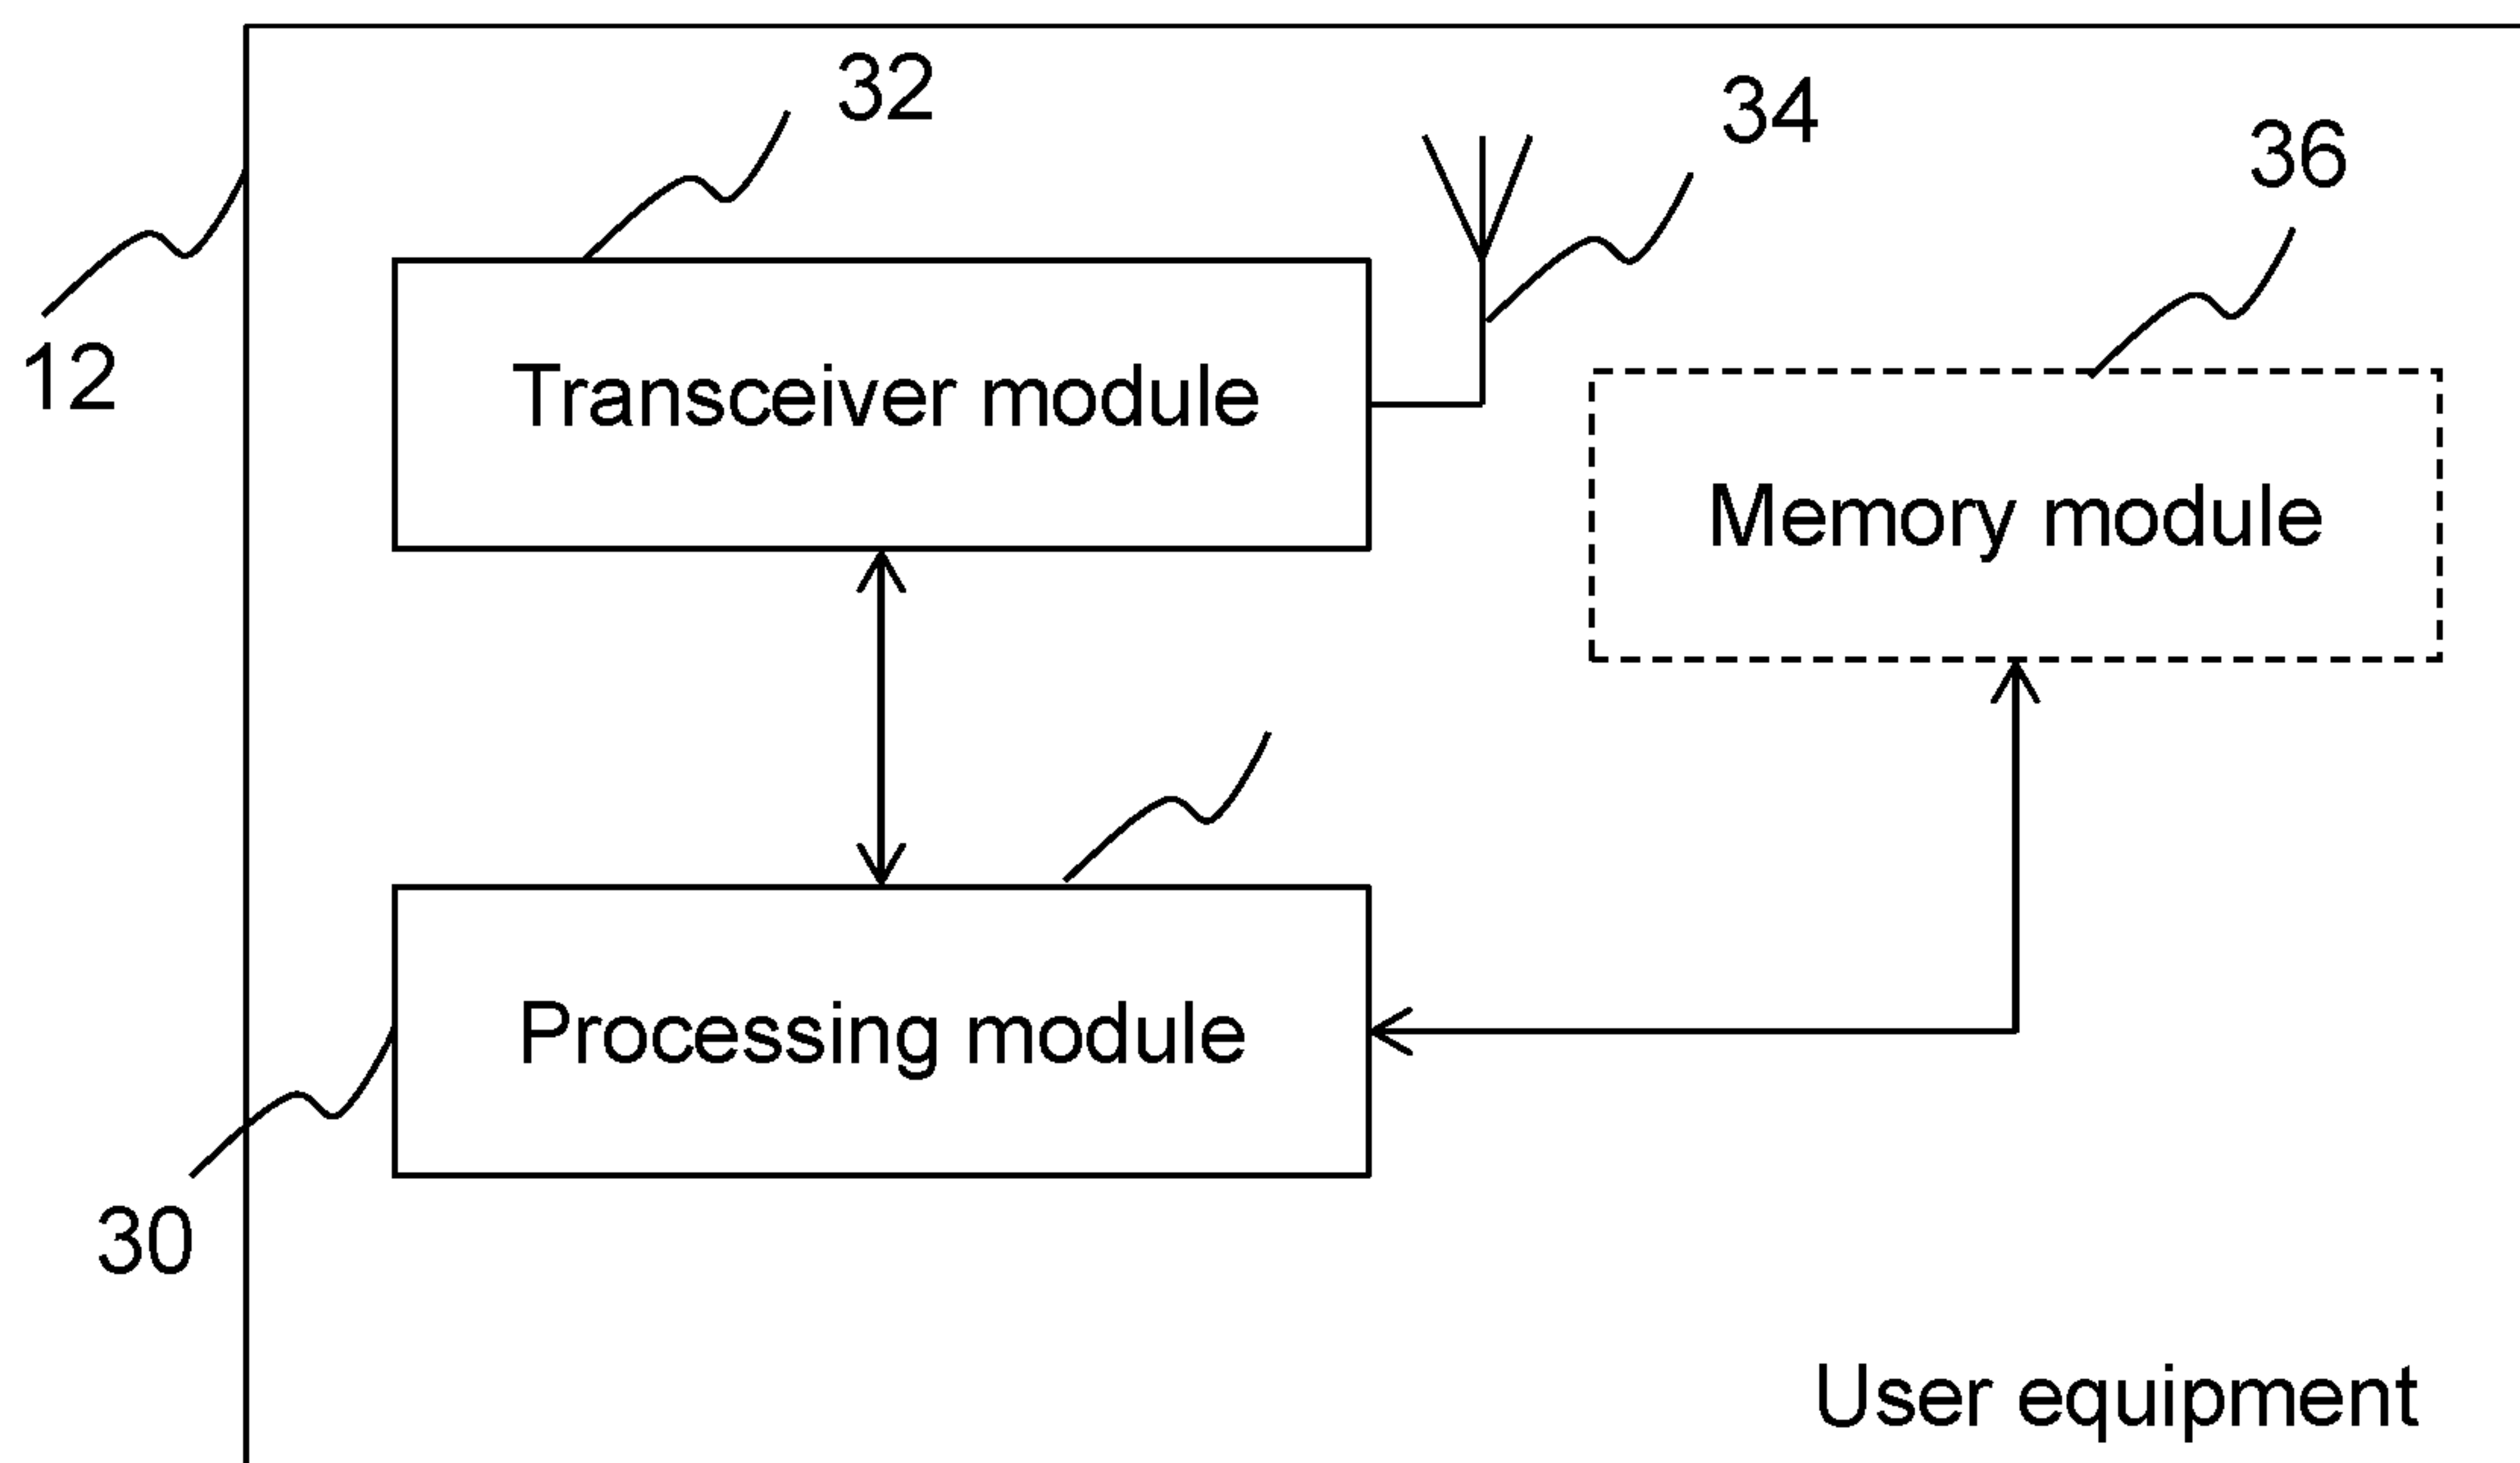 32
34
36
12
Transceiver module
Memory module
Processing module
30
User equipment